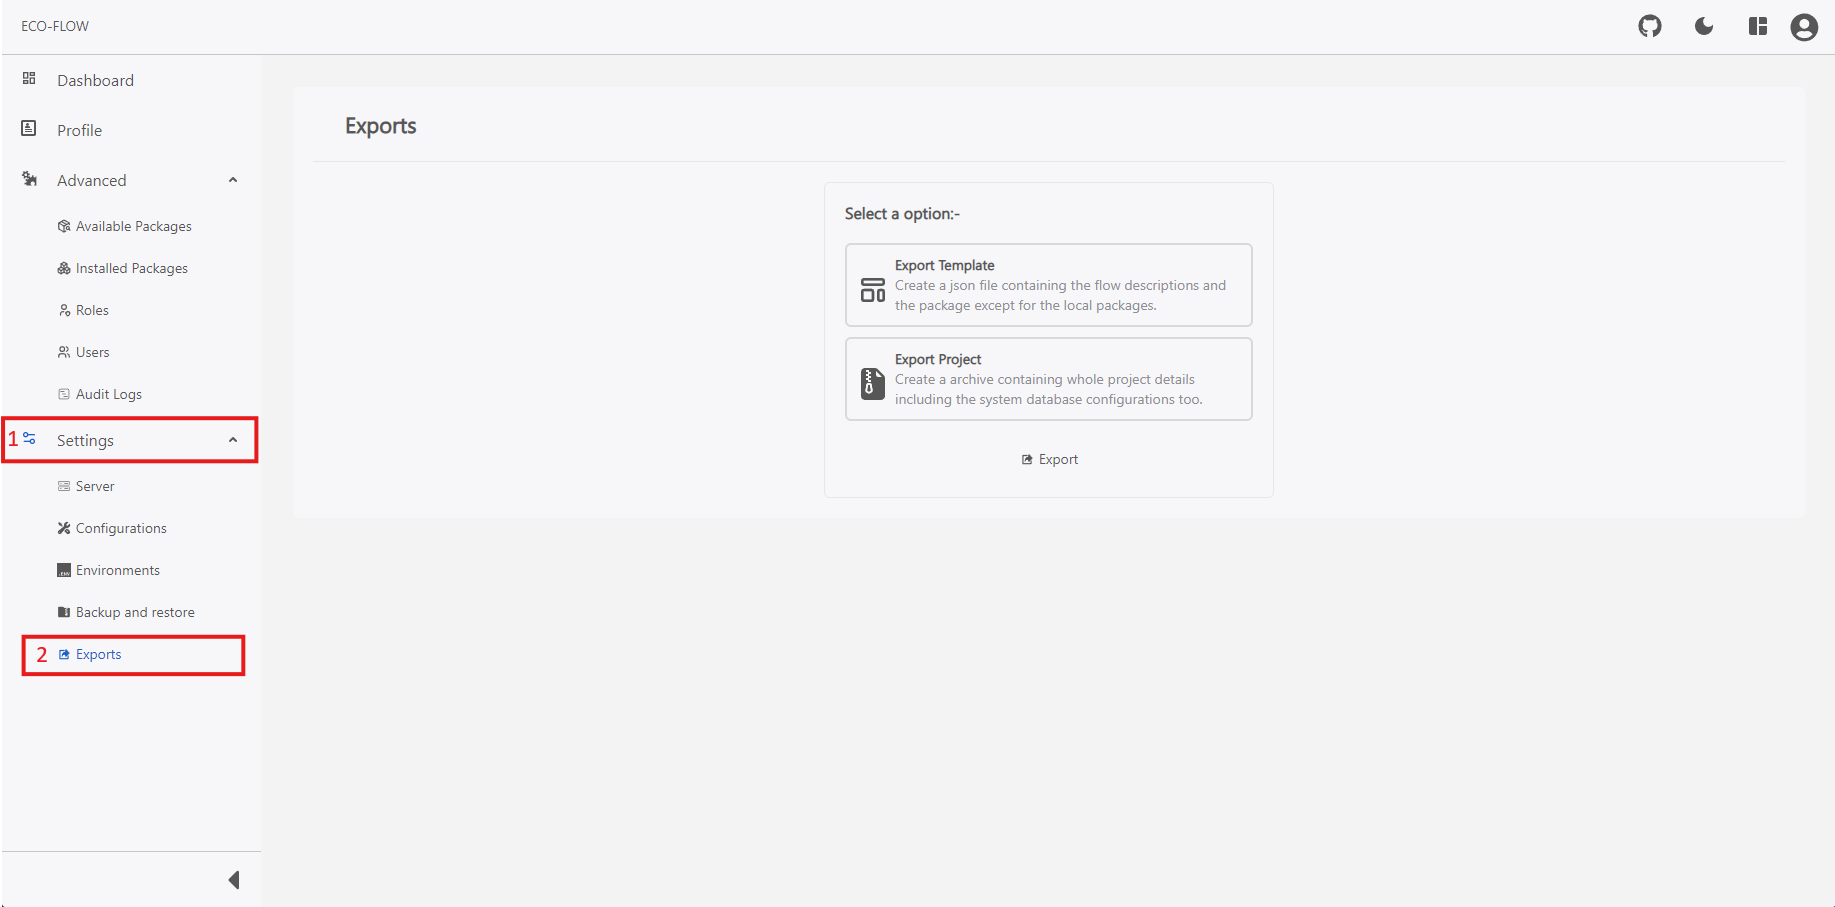 ECO-FLOW
Dashboard
Profile
Advanced
Available Packages
Installed Packages
Roles
Users
Audit Logs
1 Settings
Server
Configurations
.ENV Environments
Backup and restore
2 Exports
Exports
Select a option:-
Export Template
Create a json file containing the flow descriptions and
the package except for the local packages.
Export Project
Create a archive containing whole project details
including the system database configurations too.
Export